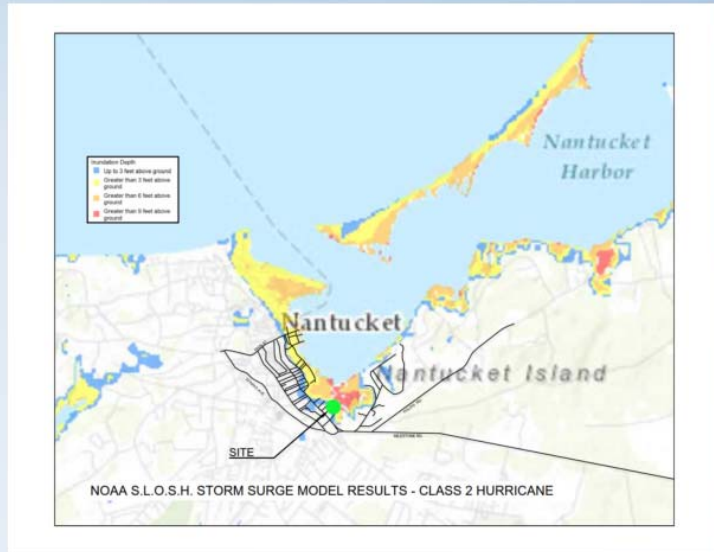 Nantucket
Harbor
Inundation Depth
Up to 3 feet above ground
Greater than 3 feet above
ground
Greater than 6 feet above
ground
Greater than 9 feet above
ground
Nantucket
Nantucket Island
MILESTONE RD.
SITE
NOAA S.L.O.S.H. STORM SURGE MODEL RESULTS - CLASS 2 HURRICANE